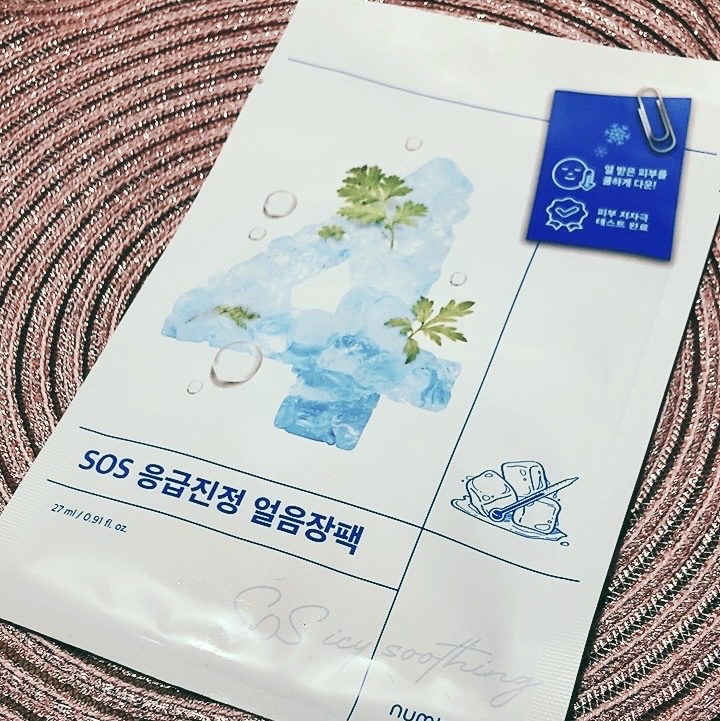 4
열 받은 피부를
쿨하게 다운!
피부 저자극
테스트 완료
SOS 응급진정 얼음장팩
27 ml / 0.91 fl. oz
SOS icy soothing